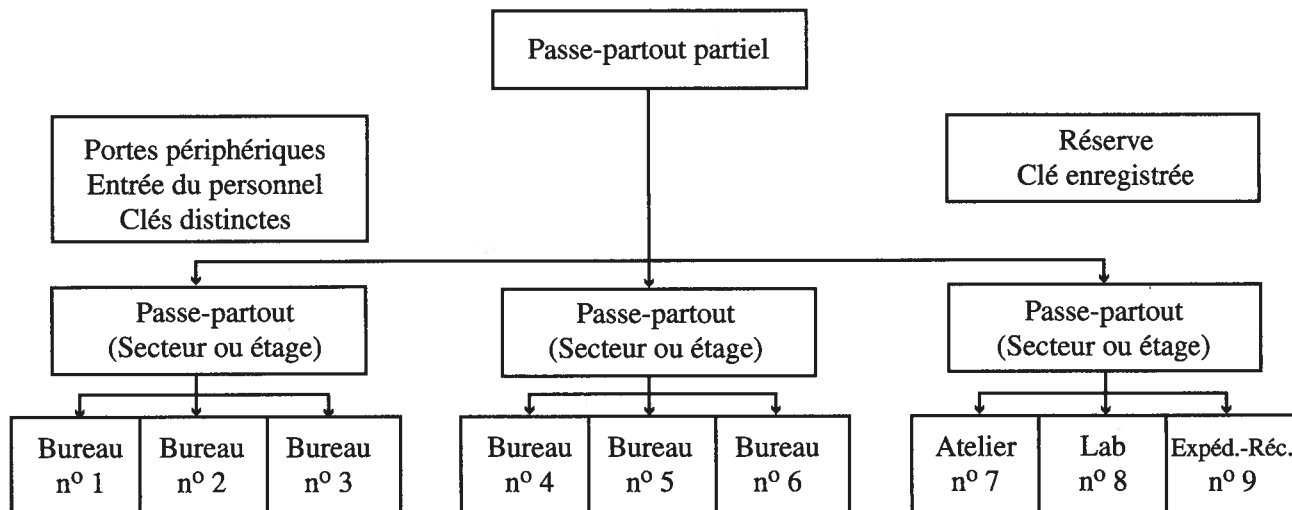 Passe-partout partiel
Portes périphériques
Entrée du personnel
Clés distinctes
Réserve
Clé enregistrée
Passe-partout
(Secteur ou étage)
Passe-partout
(Secteur ou étage)
Passe-partout
(Secteur ou étage)
Bureau
nº 1
Bureau
nº 2
Bureau
nº 3
Bureau
nº 4
Bureau
nº 5
Bureau
nº 6
Atelier
nº 7
Lab
nº 8
Expéd.-Réc.
nº 9